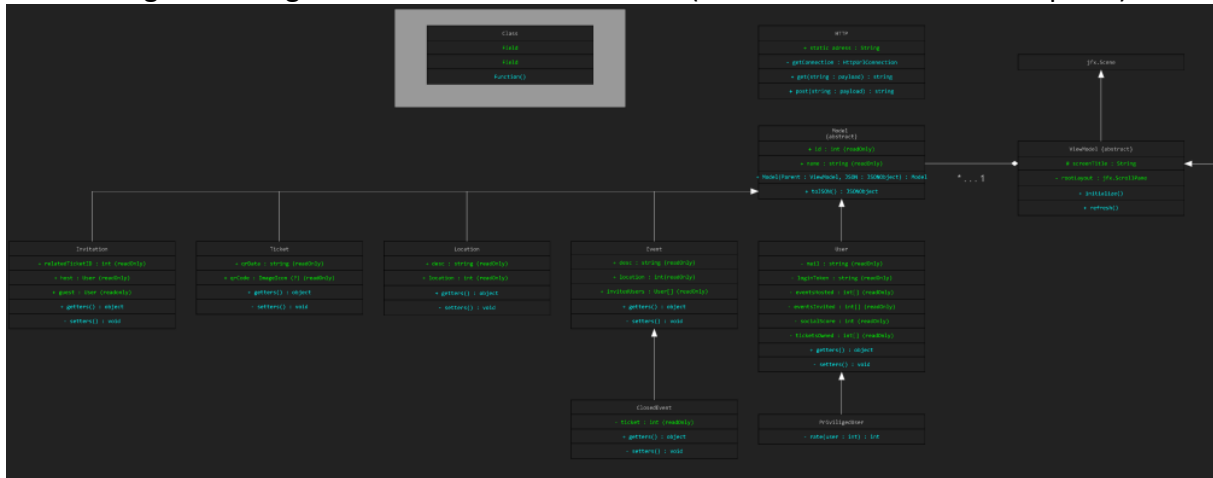 Class
Field
Field
Function()
HTTP
+ static paress : String
- getConnection : HttpUrlConnection
+ get(string : payload) : string
+ post(string : payload) : string
jfx.Scene
Model
(abstract)
+ id : int (readOnly)
+ name : string (readOnly)
- Model(Parent : ViewModel, JSON : JSONObject) : Model
+ toJSON() : JSONObject
*...1
ViewModel (abstract)
# screenTitle : String
- rootLayout : jfx.ScrollPane
+ initialize()
+ refresh()
Invitation
+ relatedTicketID : int (readOnly)
+ host : User (readOnly)
+ guest : User (readOnly)
+ getters() : object
- setters() : void
Ticket
+ qrData : string (readOnly)
+ qrCode : ImageIcon (?) (readOnly)
+ getters() : object
- setters() : void
Location
+ desc : string (readOnly)
+ location : int (readOnly)
+ getters() : object
- setters() : void
Event
+ desc : string (readOnly)
+ location : int(readOnly)
- invitedUsers : User[] (readOnly)
+ getters() : object
- setters() : void
User
- mail : string (readOnly)
- loginToken : string (readOnly)
- eventsHosted : int[] (readOnly)
- eventsInvited : int[] (readOnly)
- socialScore : int (readOnly)
- ticketsOwned : int[] (readOnly)
+ getters() : object
- setters() : void
ClosedEvent
- ticket : int (readOnly)
+ getters() : object
- setters() : void
PriviligedUser
- rate(user : int) : int